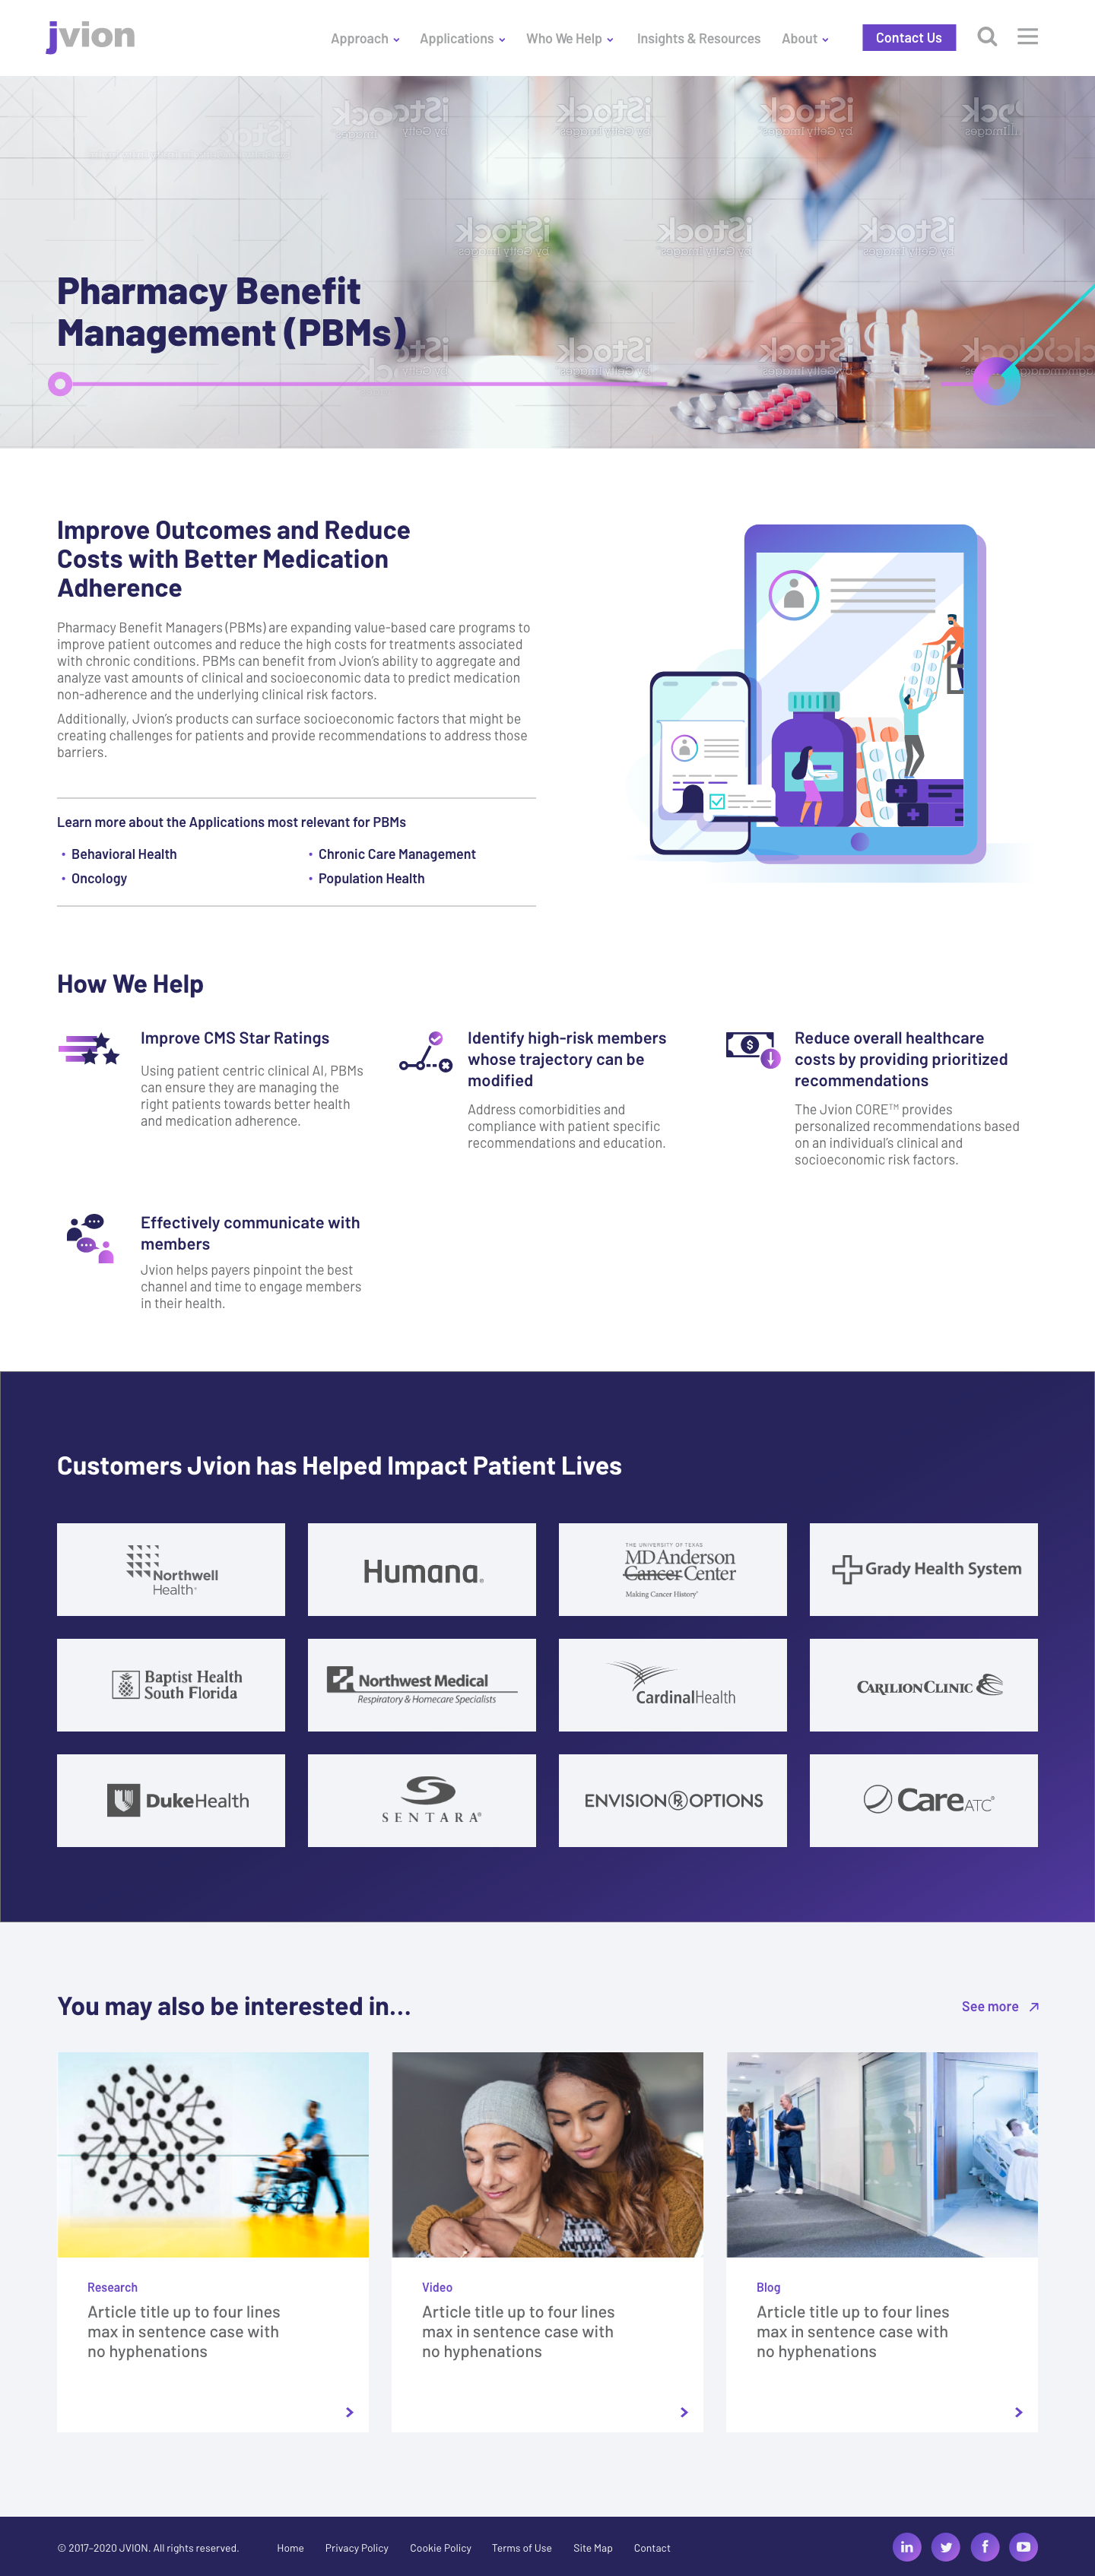 jvion
Approach
Applications
Who We Help
Insights & Resources
About
Contact Us
Pharmacy Benefit
Management (PBMs)
Improve Outcomes and Reduce
Costs with Better Medication
Adherence
Pharmacy Benefit Managers (PBMs) are expanding value-based care programs to
improve patient outcomes and reduce the high costs for treatments associated
with chronic conditions. PBMs can benefit from Jvion’s ability to aggregate and
analyze vast amounts of clinical and socioeconomic data to predict medication
non-adherence and the underlying clinical risk factors.
Additionally, Jvion’s products can surface socioeconomic factors that might be
creating challenges for patients and provide recommendations to address those
barriers.
Learn more about the Applications most relevant for PBMs
• Behavioral Health
• Chronic Care Management
• Oncology
• Population Health
How We Help
Improve CMS Star Ratings
Using patient centric clinical AI, PBMs
can ensure they are managing the
right patients towards better health
and medication adherence.
Identify high-risk members
whose trajectory can be
modified
Address comorbidities and
compliance with patient specific
recommendations and education.
Reduce overall healthcare
costs by providing prioritized
recommendations
The Jvion CORE™ provides
personalized recommendations based
on an individual’s clinical and
socioeconomic risk factors.
Effectively communicate with
members
Jvion helps payers pinpoint the best
channel and time to engage members
in their health.
Customers Jvion has Helped Impact Patient Lives
Northwell
Health®
Humana®
THE UNIVERSITY OF TEXAS
MD Anderson
Cancer Center
Making Cancer History®
Grady Health System
Baptist Health
South Florida
Northwest Medical
Respiratory & Homecare Specialists
CardinalHealth
CARILION CLINIC
DukeHealth
SENTARA®
ENVISION RX OPTIONS
CareATC®
You may also be interested in...
See more
Research
Article title up to four lines
max in sentence case with
no hyphenations
Video
Article title up to four lines
max in sentence case with
no hyphenations
Blog
Article title up to four lines
max in sentence case with
no hyphenations
© 2017-2020 JVION. All rights reserved.
Home
Privacy Policy
Cookie Policy
Terms of Use
Site Map
Contact